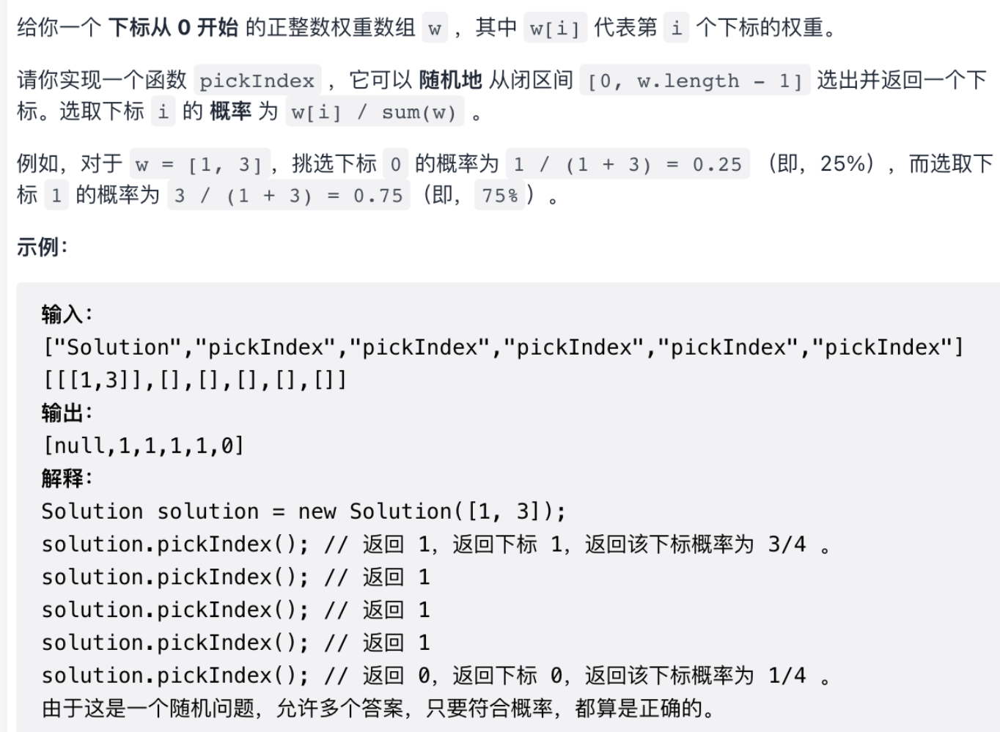 给你一个 下标从 0 开始 的正整数权重数组 w ，其中 w[i] 代表第 i 个下标的权重。
请你实现一个函数 pickIndex ，它可以 随机地 从闭区间 [0, w.length - 1] 选出并返回一个下
标。选取下标 i 的 概率 为 w[i] / sum(w) 。
例如，对于 w = [1, 3]，挑选下标 0 的概率为 1 / (1 + 3) = 0.25 （即，25%），而选取下
标 1 的概率为 3 / (1 + 3) = 0.75（即，75%）。
示例：
输入：
["Solution","pickIndex","pickIndex","pickIndex","pickIndex","pickIndex"]
[[[1,3]],[],[],[],[],[]]
输出：
[null,1,1,1,1,0]
解释：
Solution solution = new Solution([1, 3]);
solution.pickIndex(); // 返回 1，返回下标 1，返回该下标概率为 3/4 。
solution.pickIndex(); // 返回 1
solution.pickIndex(); // 返回 1
solution.pickIndex(); // 返回 1
solution.pickIndex(); // 返回 0，返回下标 0，返回该下标概率为 1/4 。
由于这是一个随机问题，允许多个答案，只要符合概率，都算是正确的。